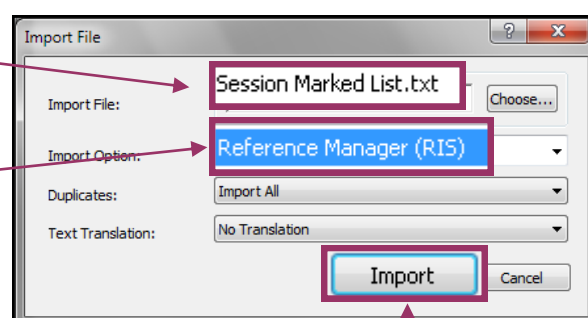 Import File
Import File: Session Marked List.txt Choose...
Import Option: Reference Manager (RIS)
Duplicates: Import All
Text Translation: No Translation
Import Cancel